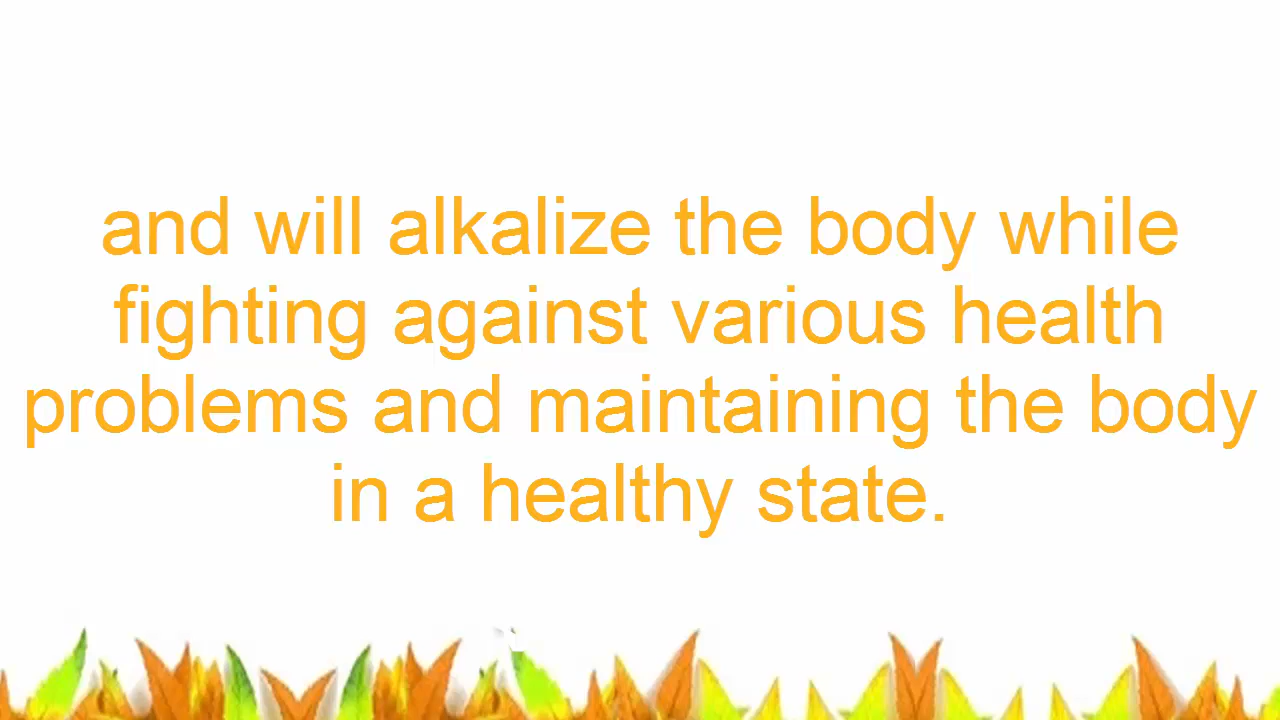 and will alkalize the body while
fighting against various health
problems and maintaining the body
in a healthy state.